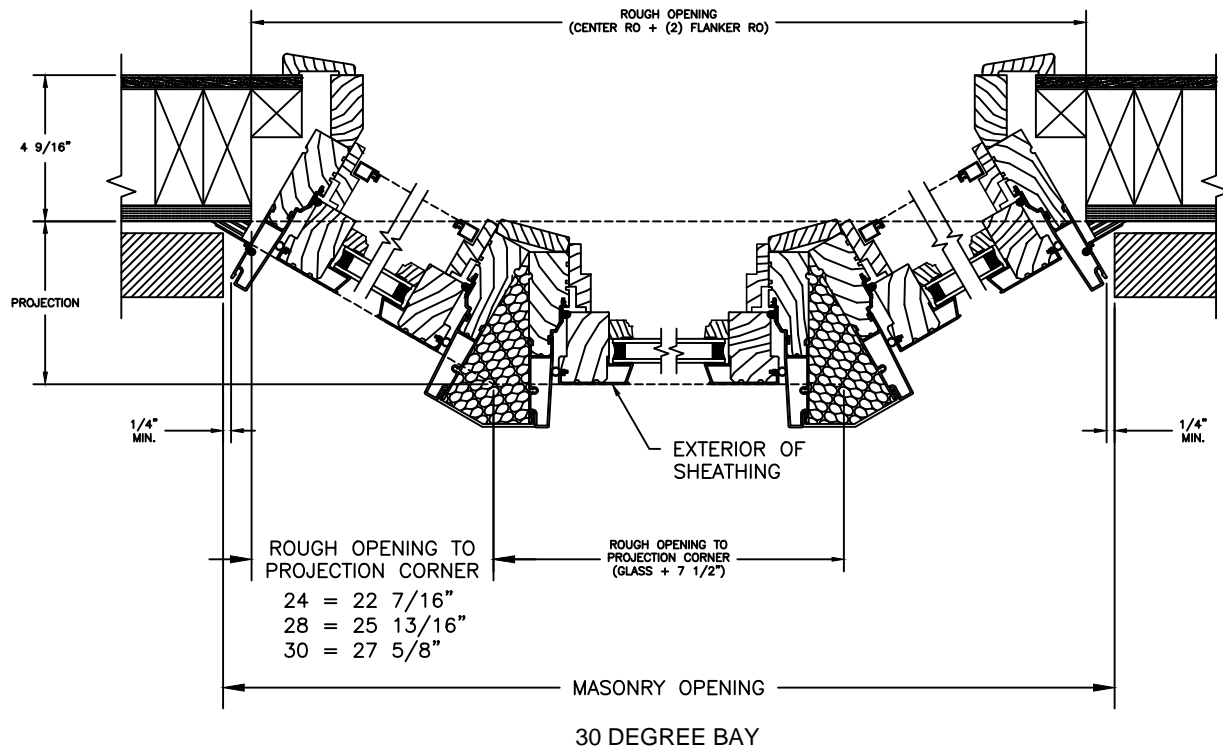 ROUGH OPENING
(CENTER RO + (2) FLANKER RO)
4 9/16”
PROJECTION
1/4”
MIN.
1/4”
MIN.
EXTERIOR OF
SHEATHING
ROUGH OPENING TO
PROJECTION CORNER
24 = 22 7/16”
28 = 25 13/16”
30 = 27 5/8”
ROUGH OPENING TO
PROJECTION CORNER
(GLASS + 7 1/2”)
MASONRY OPENING
30 DEGREE BAY